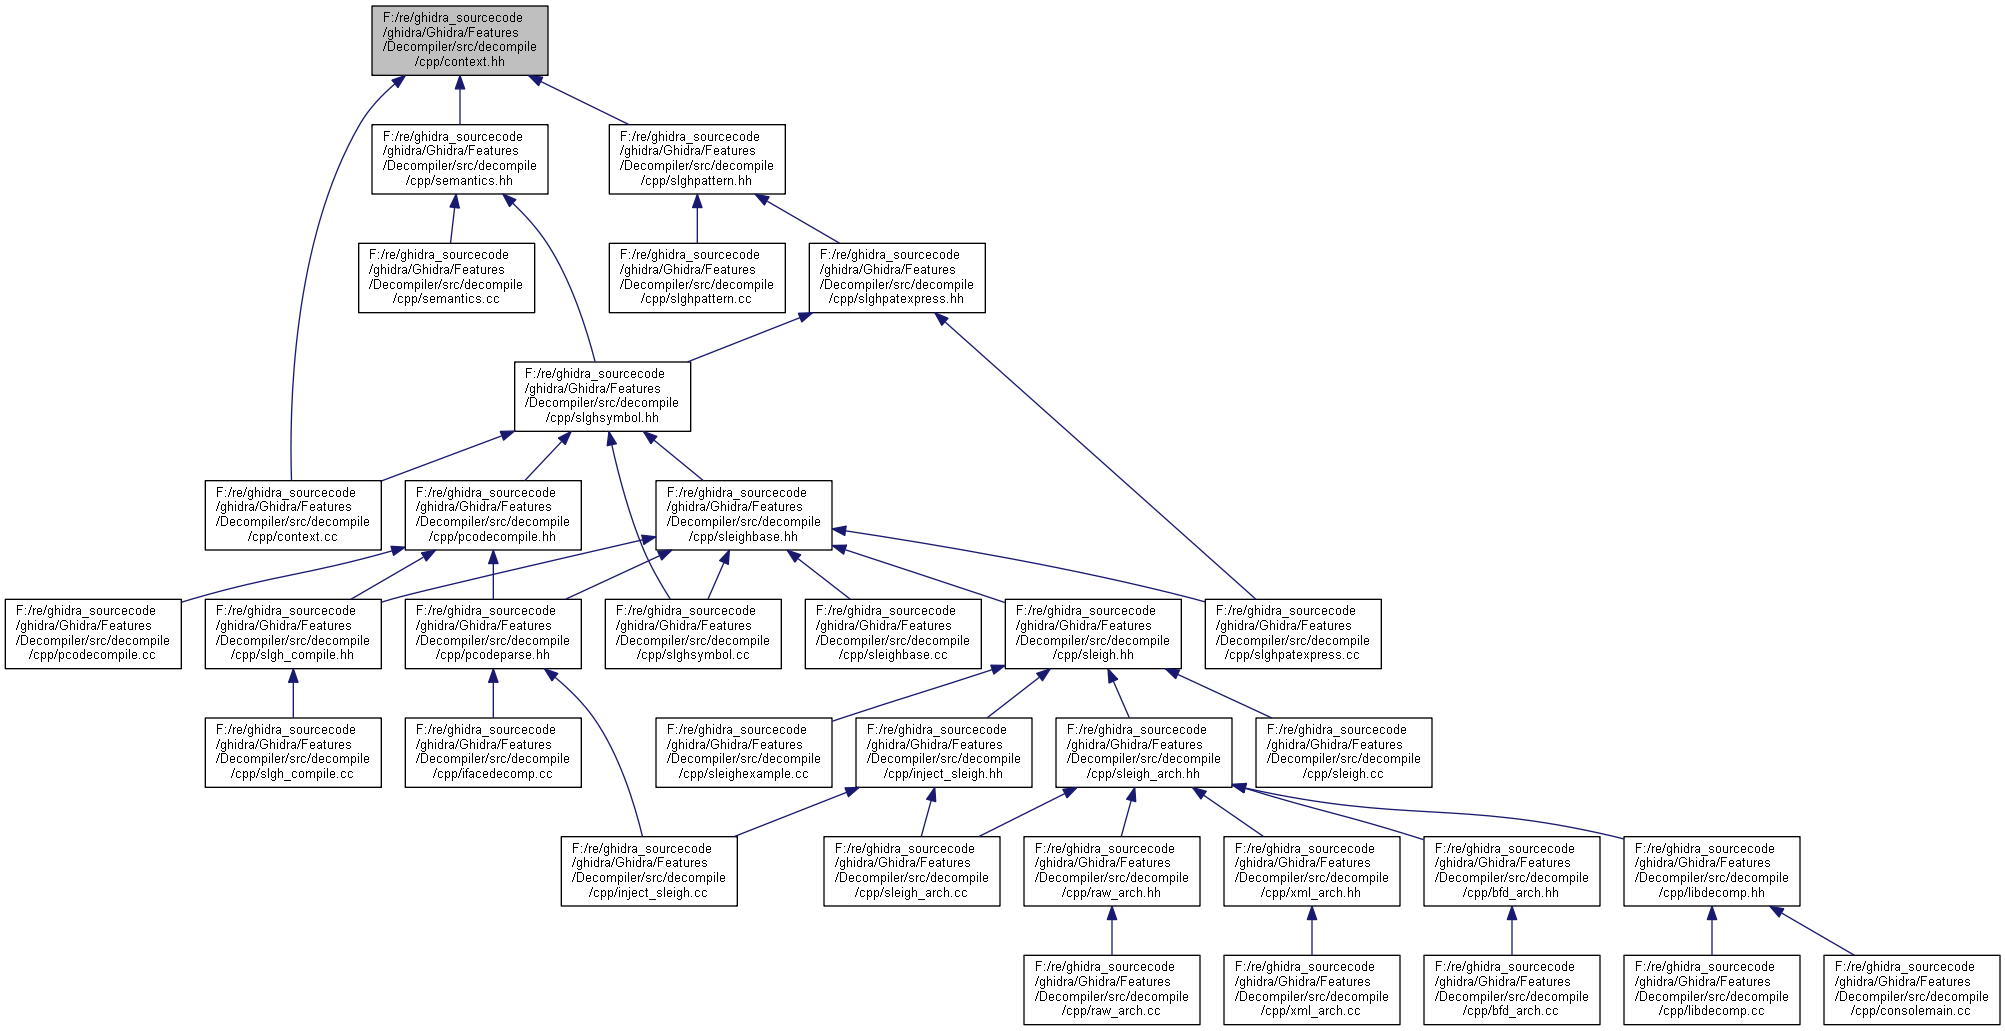 F:/re/ghidra_sourcecode
/ghidra/Ghidra/Features
/Decompiler/src/decompile
/cpp/context.hh
F:/re/ghidra_sourcecode
/ghidra/Ghidra/Features
/Decompiler/src/decompile
/cpp/semantics.hh
F:/re/ghidra_sourcecode
/ghidra/Ghidra/Features
/Decompiler/src/decompile
/cpp/slghpattern.hh
F:/re/ghidra_sourcecode
/ghidra/Ghidra/Features
/Decompiler/src/decompile
/cpp/semantics.cc
F:/re/ghidra_sourcecode
/ghidra/Ghidra/Features
/Decompiler/src/decompile
/cpp/slghpattern.cc
F:/re/ghidra_sourcecode
/ghidra/Ghidra/Features
/Decompiler/src/decompile
/cpp/slghpatexpress.hh
F:/re/ghidra_sourcecode
/ghidra/Ghidra/Features
/Decompiler/src/decompile
/cpp/slghsymbol.hh
F:/re/ghidra_sourcecode
/ghidra/Ghidra/Features
/Decompiler/src/decompile
/cpp/context.cc
F:/re/ghidra_sourcecode
/ghidra/Ghidra/Features
/Decompiler/src/decompile
/cpp/pcodecompile.hh
F:/re/ghidra_sourcecode
/ghidra/Ghidra/Features
/Decompiler/src/decompile
/cpp/sleighbase.hh
F:/re/ghidra_sourcecode
/ghidra/Ghidra/Features
/Decompiler/src/decompile
/cpp/pcodecompile.cc
F:/re/ghidra_sourcecode
/ghidra/Ghidra/Features
/Decompiler/src/decompile
/cpp/slgh_compile.hh
F:/re/ghidra_sourcecode
/ghidra/Ghidra/Features
/Decompiler/src/decompile
/cpp/pcodeparse.hh
F:/re/ghidra_sourcecode
/ghidra/Ghidra/Features
/Decompiler/src/decompile
/cpp/slghsymbol.cc
F:/re/ghidra_sourcecode
/ghidra/Ghidra/Features
/Decompiler/src/decompile
/cpp/sleighbase.cc
F:/re/ghidra_sourcecode
/ghidra/Ghidra/Features
/Decompiler/src/decompile
/cpp/sleigh.hh
F:/re/ghidra_sourcecode
/ghidra/Ghidra/Features
/Decompiler/src/decompile
/cpp/slghpatexpress.cc
F:/re/ghidra_sourcecode
/ghidra/Ghidra/Features
/Decompiler/src/decompile
/cpp/slgh_compile.cc
F:/re/ghidra_sourcecode
/ghidra/Ghidra/Features
/Decompiler/src/decompile
/cpp/ifacedecomp.cc
F:/re/ghidra_sourcecode
/ghidra/Ghidra/Features
/Decompiler/src/decompile
/cpp/sleighexample.cc
F:/re/ghidra_sourcecode
/ghidra/Ghidra/Features
/Decompiler/src/decompile
/cpp/inject_sleigh.hh
F:/re/ghidra_sourcecode
/ghidra/Ghidra/Features
/Decompiler/src/decompile
/cpp/sleigh_arch.hh
F:/re/ghidra_sourcecode
/ghidra/Ghidra/Features
/Decompiler/src/decompile
/cpp/sleigh.cc
F:/re/ghidra_sourcecode
/ghidra/Ghidra/Features
/Decompiler/src/decompile
/cpp/inject_sleigh.cc
F:/re/ghidra_sourcecode
/ghidra/Ghidra/Features
/Decompiler/src/decompile
/cpp/sleigh_arch.cc
F:/re/ghidra_sourcecode
/ghidra/Ghidra/Features
/Decompiler/src/decompile
/cpp/raw_arch.hh
F:/re/ghidra_sourcecode
/ghidra/Ghidra/Features
/Decompiler/src/decompile
/cpp/xml_arch.hh
F:/re/ghidra_sourcecode
/ghidra/Ghidra/Features
/Decompiler/src/decompile
/cpp/bfd_arch.hh
F:/re/ghidra_sourcecode
/ghidra/Ghidra/Features
/Decompiler/src/decompile
/cpp/libdecomp.hh
F:/re/ghidra_sourcecode
/ghidra/Ghidra/Features
/Decompiler/src/decompile
/cpp/raw_arch.cc
F:/re/ghidra_sourcecode
/ghidra/Ghidra/Features
/Decompiler/src/decompile
/cpp/xml_arch.cc
F:/re/ghidra_sourcecode
/ghidra/Ghidra/Features
/Decompiler/src/decompile
/cpp/bfd_arch.cc
F:/re/ghidra_sourcecode
/ghidra/Ghidra/Features
/Decompiler/src/decompile
/cpp/libdecomp.cc
F:/re/ghidra_sourcecode
/ghidra/Ghidra/Features
/Decompiler/src/decompile
/cpp/consolemain.cc